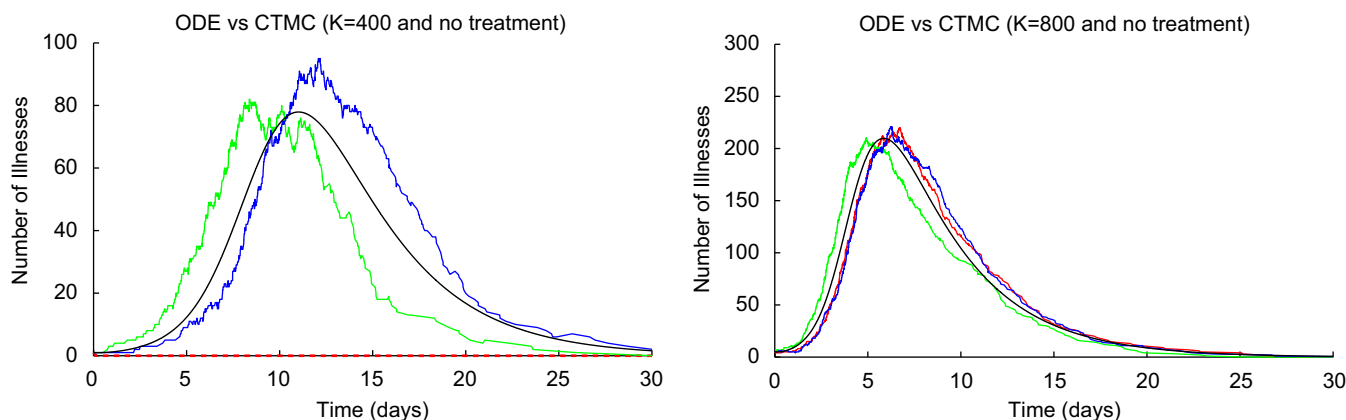 ODE vs CTMC (K=400 and no treatment)
100
80
60
40
20
0
Number of Illnesses
0 5 10 15 20 25 30
Time (days)
ODE vs CTMC (K=800 and no treatment)
300
250
200
150
100
50
0
Number of Illnesses
0 5 10 15 20 25 30
Time (days)